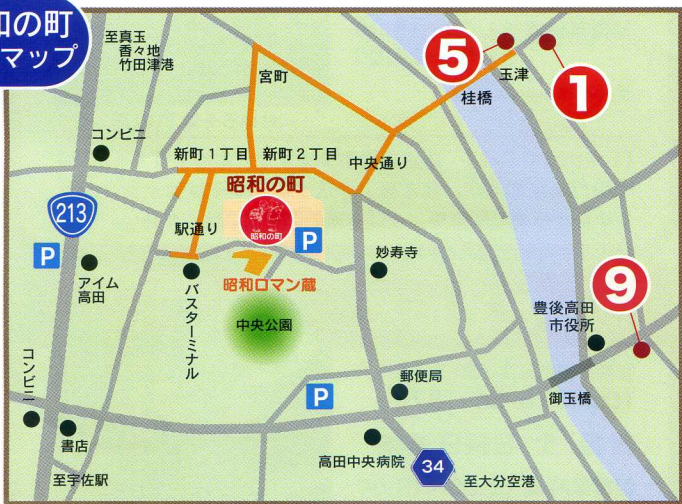 和の町
マップ
至真玉
香々地
竹田津港
宮町
5
玉津
1
桂橋
コンビニ
新町1丁目
新町2丁目
中央通り
昭和の町
213
駅通り
昭和の町
P
P
妙寿寺
アイム
高田
バスターミナル
昭和ロマン蔵
中央公園
9
豊後高田
市役所
コンビニ
P
郵便局
御玉橋
書店
高田中央病院
34
至宇佐駅
至大分空港